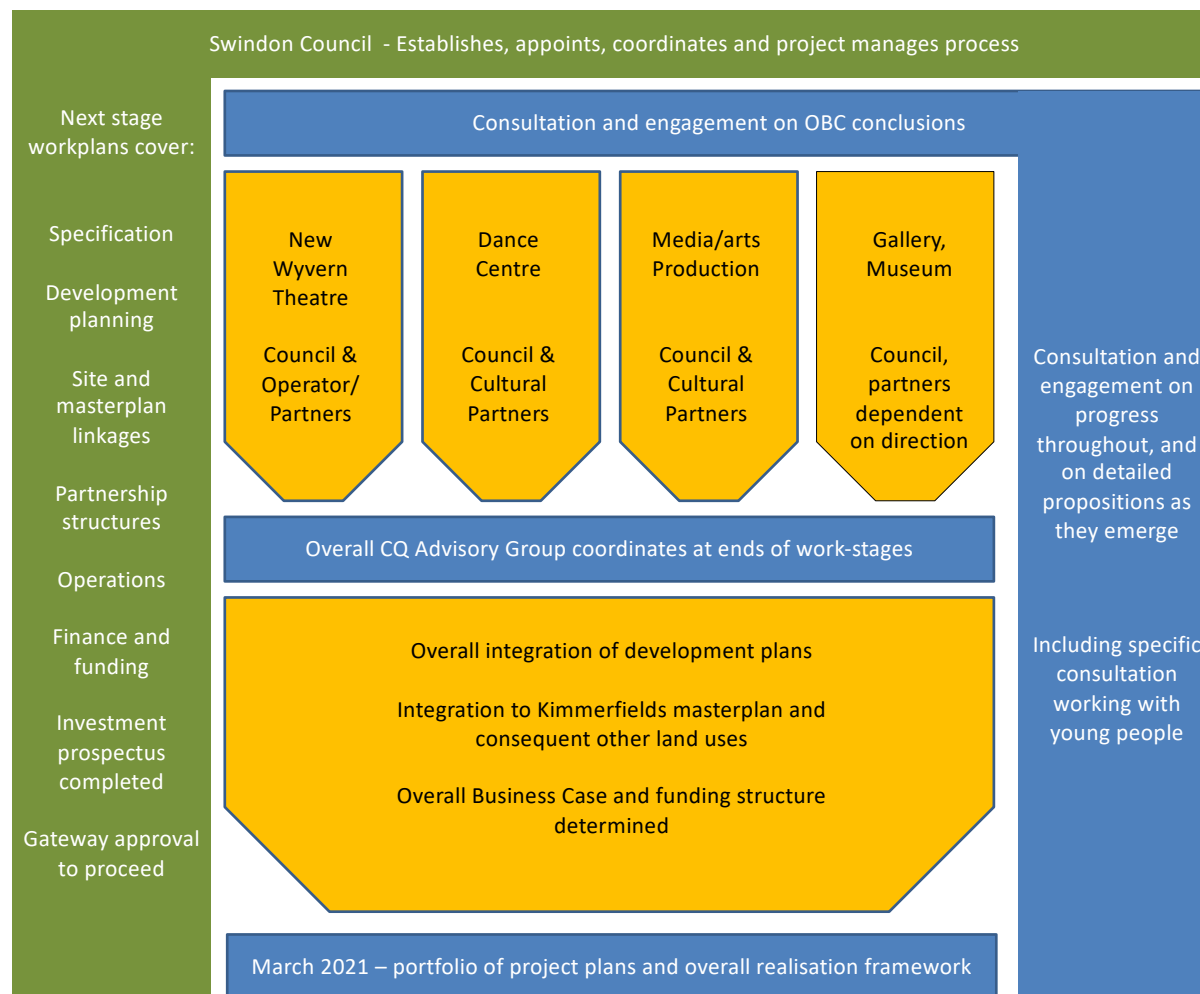 Swindon Council - Establishes, appoints, coordinates and project manages process
Next stage
workplans cover:
Specification
Development
planning
Site and
masterplan
linkages
Partnership
structures
Operations
Finance and
funding
Investment
prospectus
completed
Gateway approval
to proceed
Consultation and engagement on OBC conclusions
New
Wyvern
Theatre
Council &
Operator/
Partners
Dance
Centre
Council &
Cultural
Partners
Media/arts
Production
Council &
Cultural
Partners
Gallery,
Museum
Council,
partners
dependent
on direction
Overall CQ Advisory Group coordinates at ends of work-stages
Overall integration of development plans
Integration to Kimmerfields masterplan and
consequent other land uses
Overall Business Case and funding structure
determined
March 2021 – portfolio of project plans and overall realisation framework
Consultation and
engagement on
progress
throughout, and
on detailed
propositions as
they emerge
Including specific
consultation
working with
young people